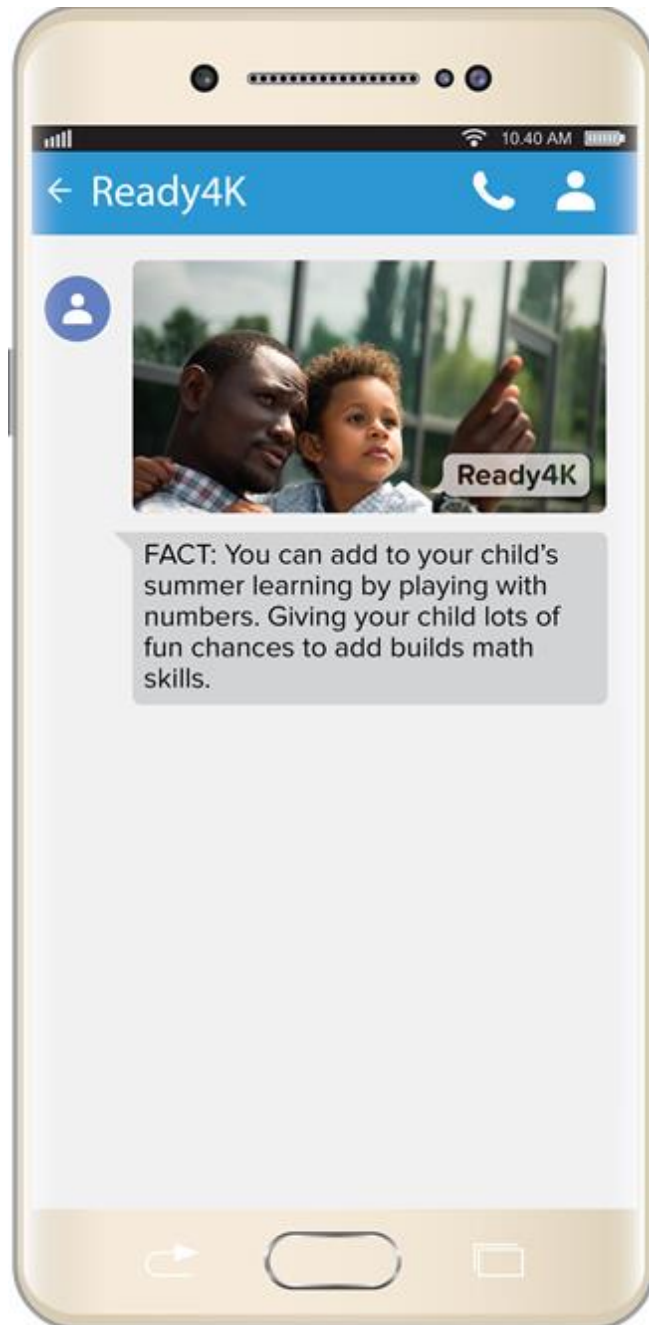 10.40 AM
Ready4K
Ready4K
FACT: You can add to your child's
summer learning by playing with
numbers. Giving your child lots of
fun chances to add builds math
skills.